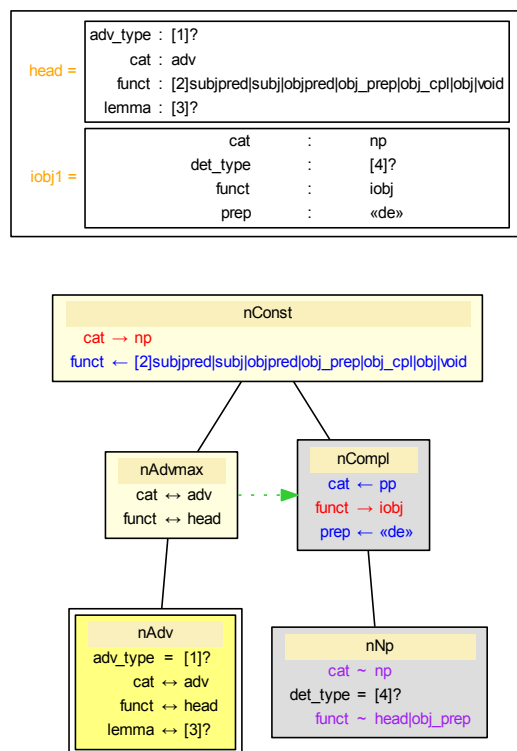 head =
adv_type : [1]?
cat : adv
funct : [2]subjpred|subj|objpred|obj_prep|obj_cpl|obj|void
lemma : [3]?
iobj1 =
cat : np
det_type : [4]?
funct : iobj
prep : «de»
nConst
cat → np
funct ← [2]subjpred|subj|objpred|obj_prep|obj_cpl|obj|void
nAdvmax
cat ↔ adv
funct ↔ head
nCompl
cat ← pp
funct → iobj
prep ← «de»
nAdv
adv_type = [1]?
cat ↔ adv
funct ↔ head
lemma ↔ [3]?
nNp
cat ~ np
det_type = [4]?
funct ~ head|obj_prep